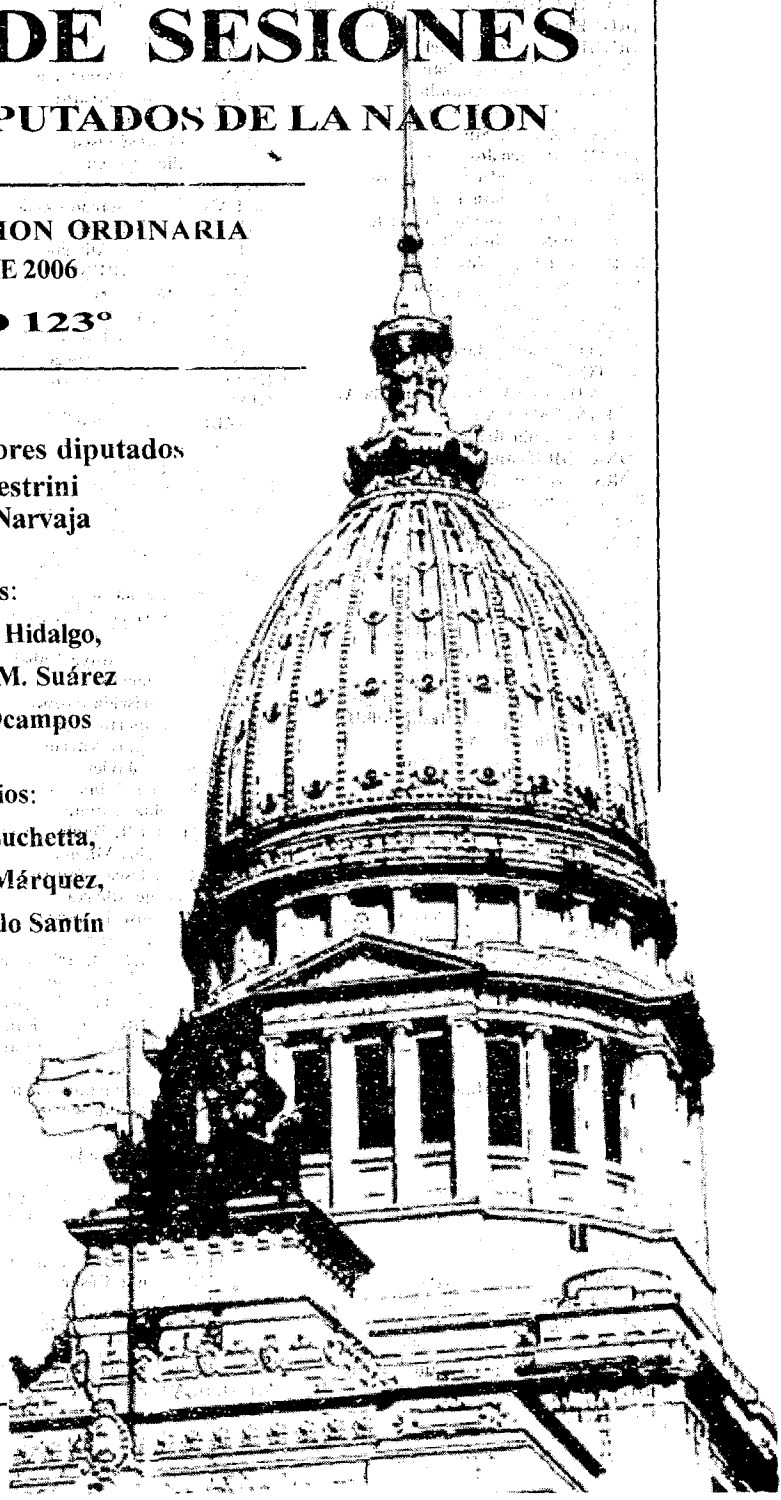 DE SESIONES
PUTADOS DE LA NACION
ION ORDINARIA
E 2006
123°
ores diputados
estrini
Narvaja
s:
Hidalgo,
M. Suárez
campos
ios:
uchetta,
Márquez,
do Santín